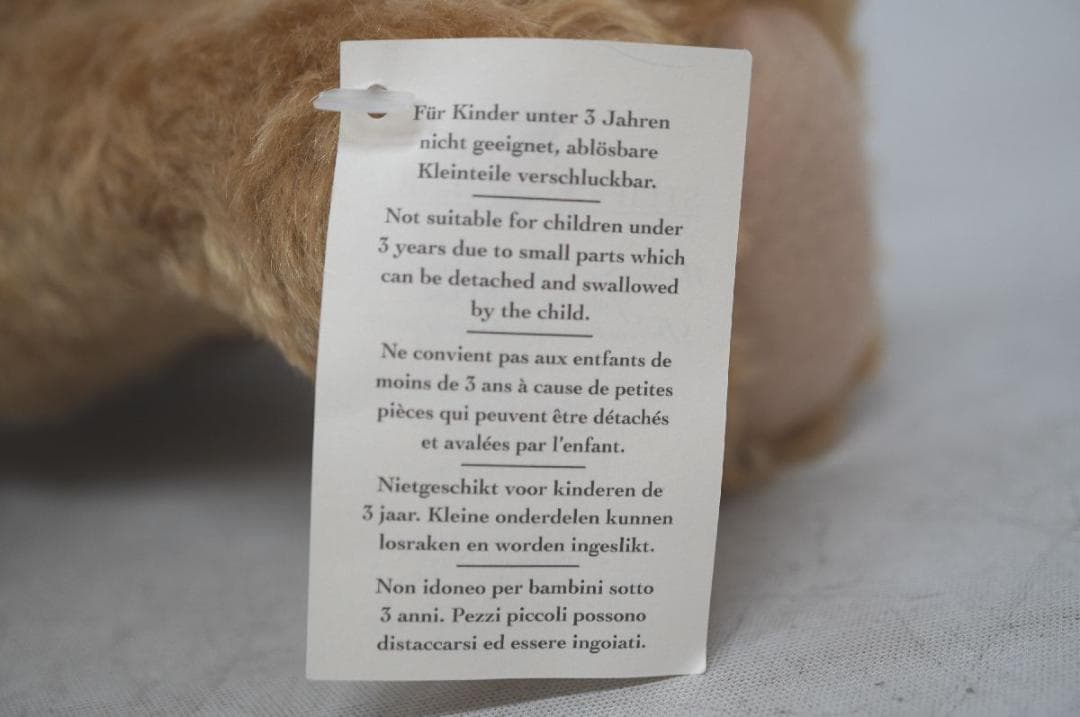 Für Kinder unter 3 Jahren
nicht geeignet, ablösbare
Kleinteile verschluckbar.
Not suitable for children under
3 years due to small parts which
can be detached and swallowed
by the child.
Ne convient pas aux entfants de
moins de 3 ans à cause de petites
pièces qui peuvent être détachés
et avalées par l'enfant.
Nietgeschikt voor kinderen de
3 jaar. Kleine onderdelen kunnen
losraken en worden ingeslikt.
Non idoneo per bambini sotto
3 anni. Pezzi piccoli possono
distaccarsi ed essere ingoiati.